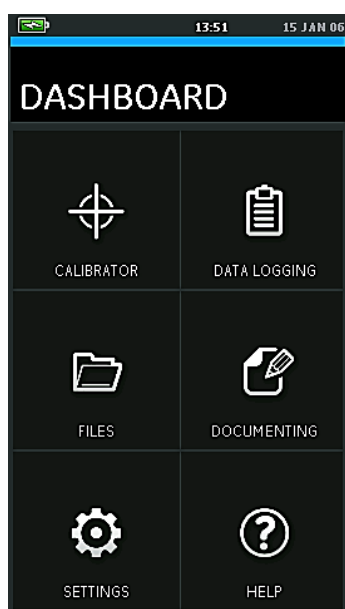 13:51 15 JAN 06
DASHBOARD
CALIBRATOR DATA LOGGING
FILES DOCUMENTING
SETTINGS HELP